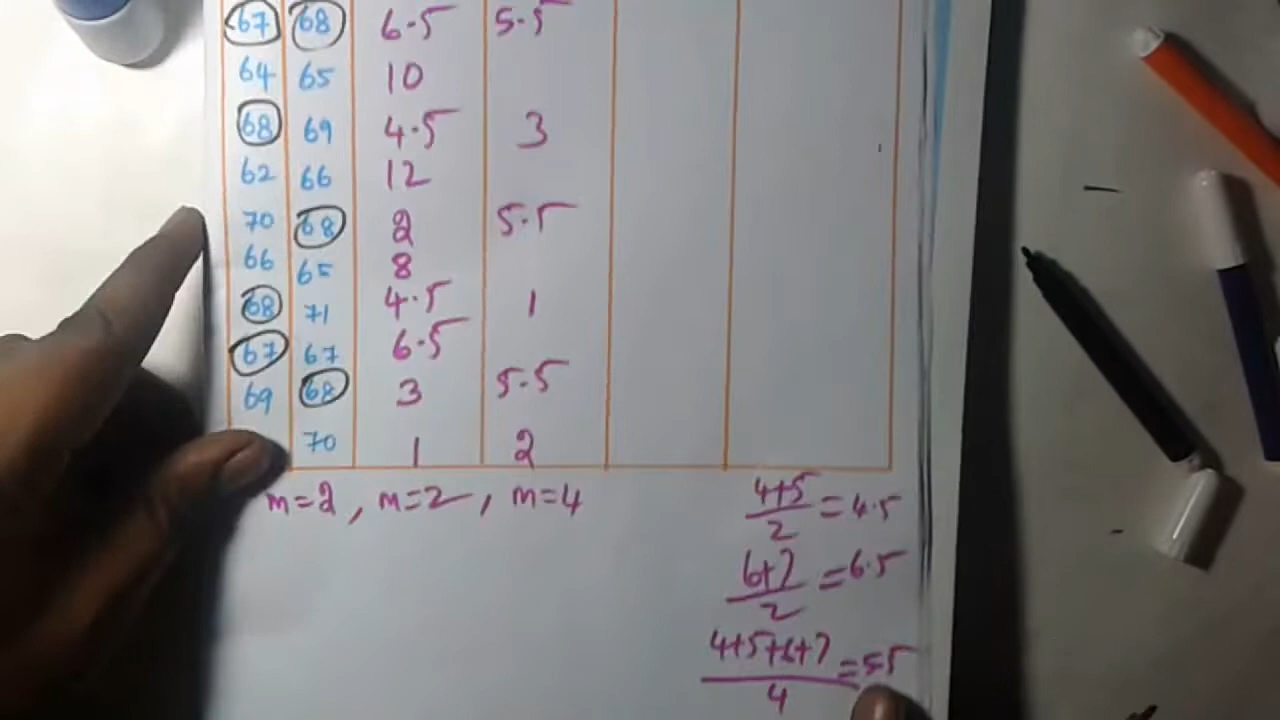 67 68 6.5 5.5
64 65 10
68 69 4.5 3
62 66 12
70 68 2 5.5
66 65 8
68 71 4.5 1
67 67 6.5
69 68 3 5.5
70 1 2
m=2, m=2, m=4
4+5/2 = 4.5
6+7/2 = 6.5
4+5+6+7/4 = 5.5